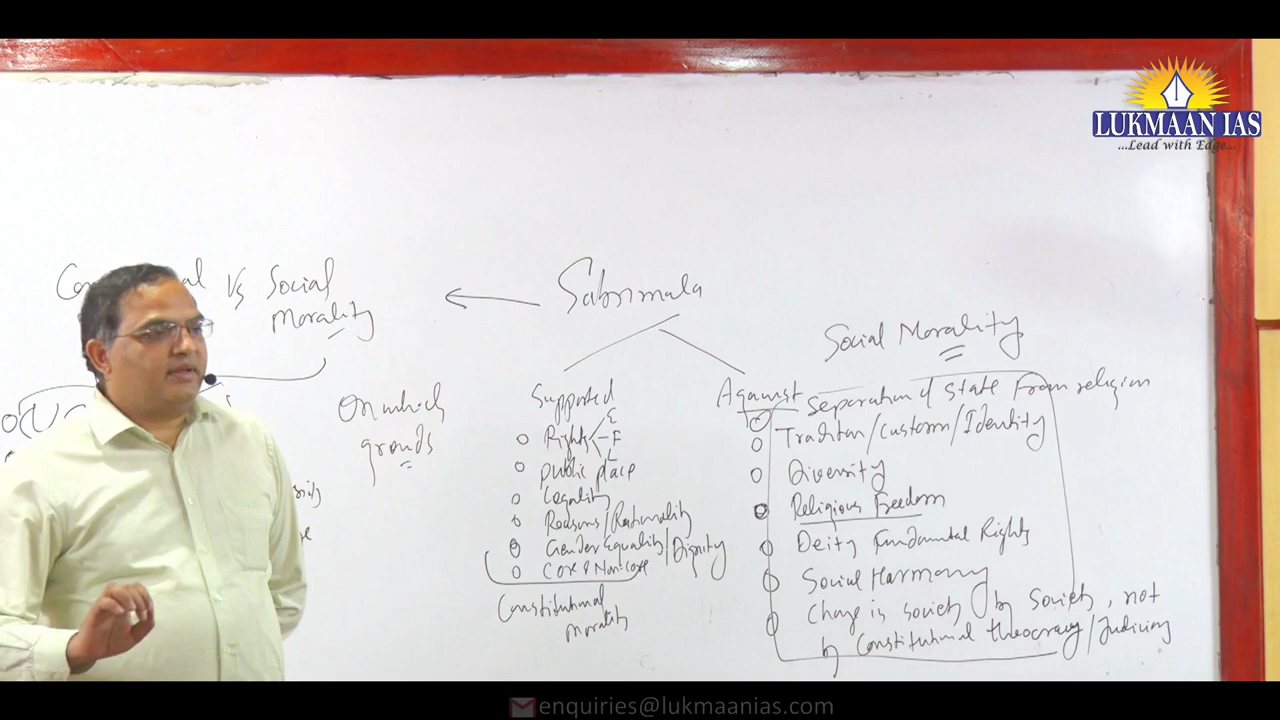 LUKMAAN IAS
...Lead with Edge...
Vs Social
Morality
Sabrimala
Social Morality
On which
grounds
Supported
Rights E
F
L
public place
Legality
Reasons/Rationality
Gender Equality/Dignity
Core & Non-core
Constitutional
morality
Against
Separation of State From religion
Tradition/Custom/Identity
Diversity
Religious Freedom
Deity Fundamental Rights
Social Harmony
Change is society by society, not
by Constitutional theocracy/Judiciary
enquiries@lukmaanias.com